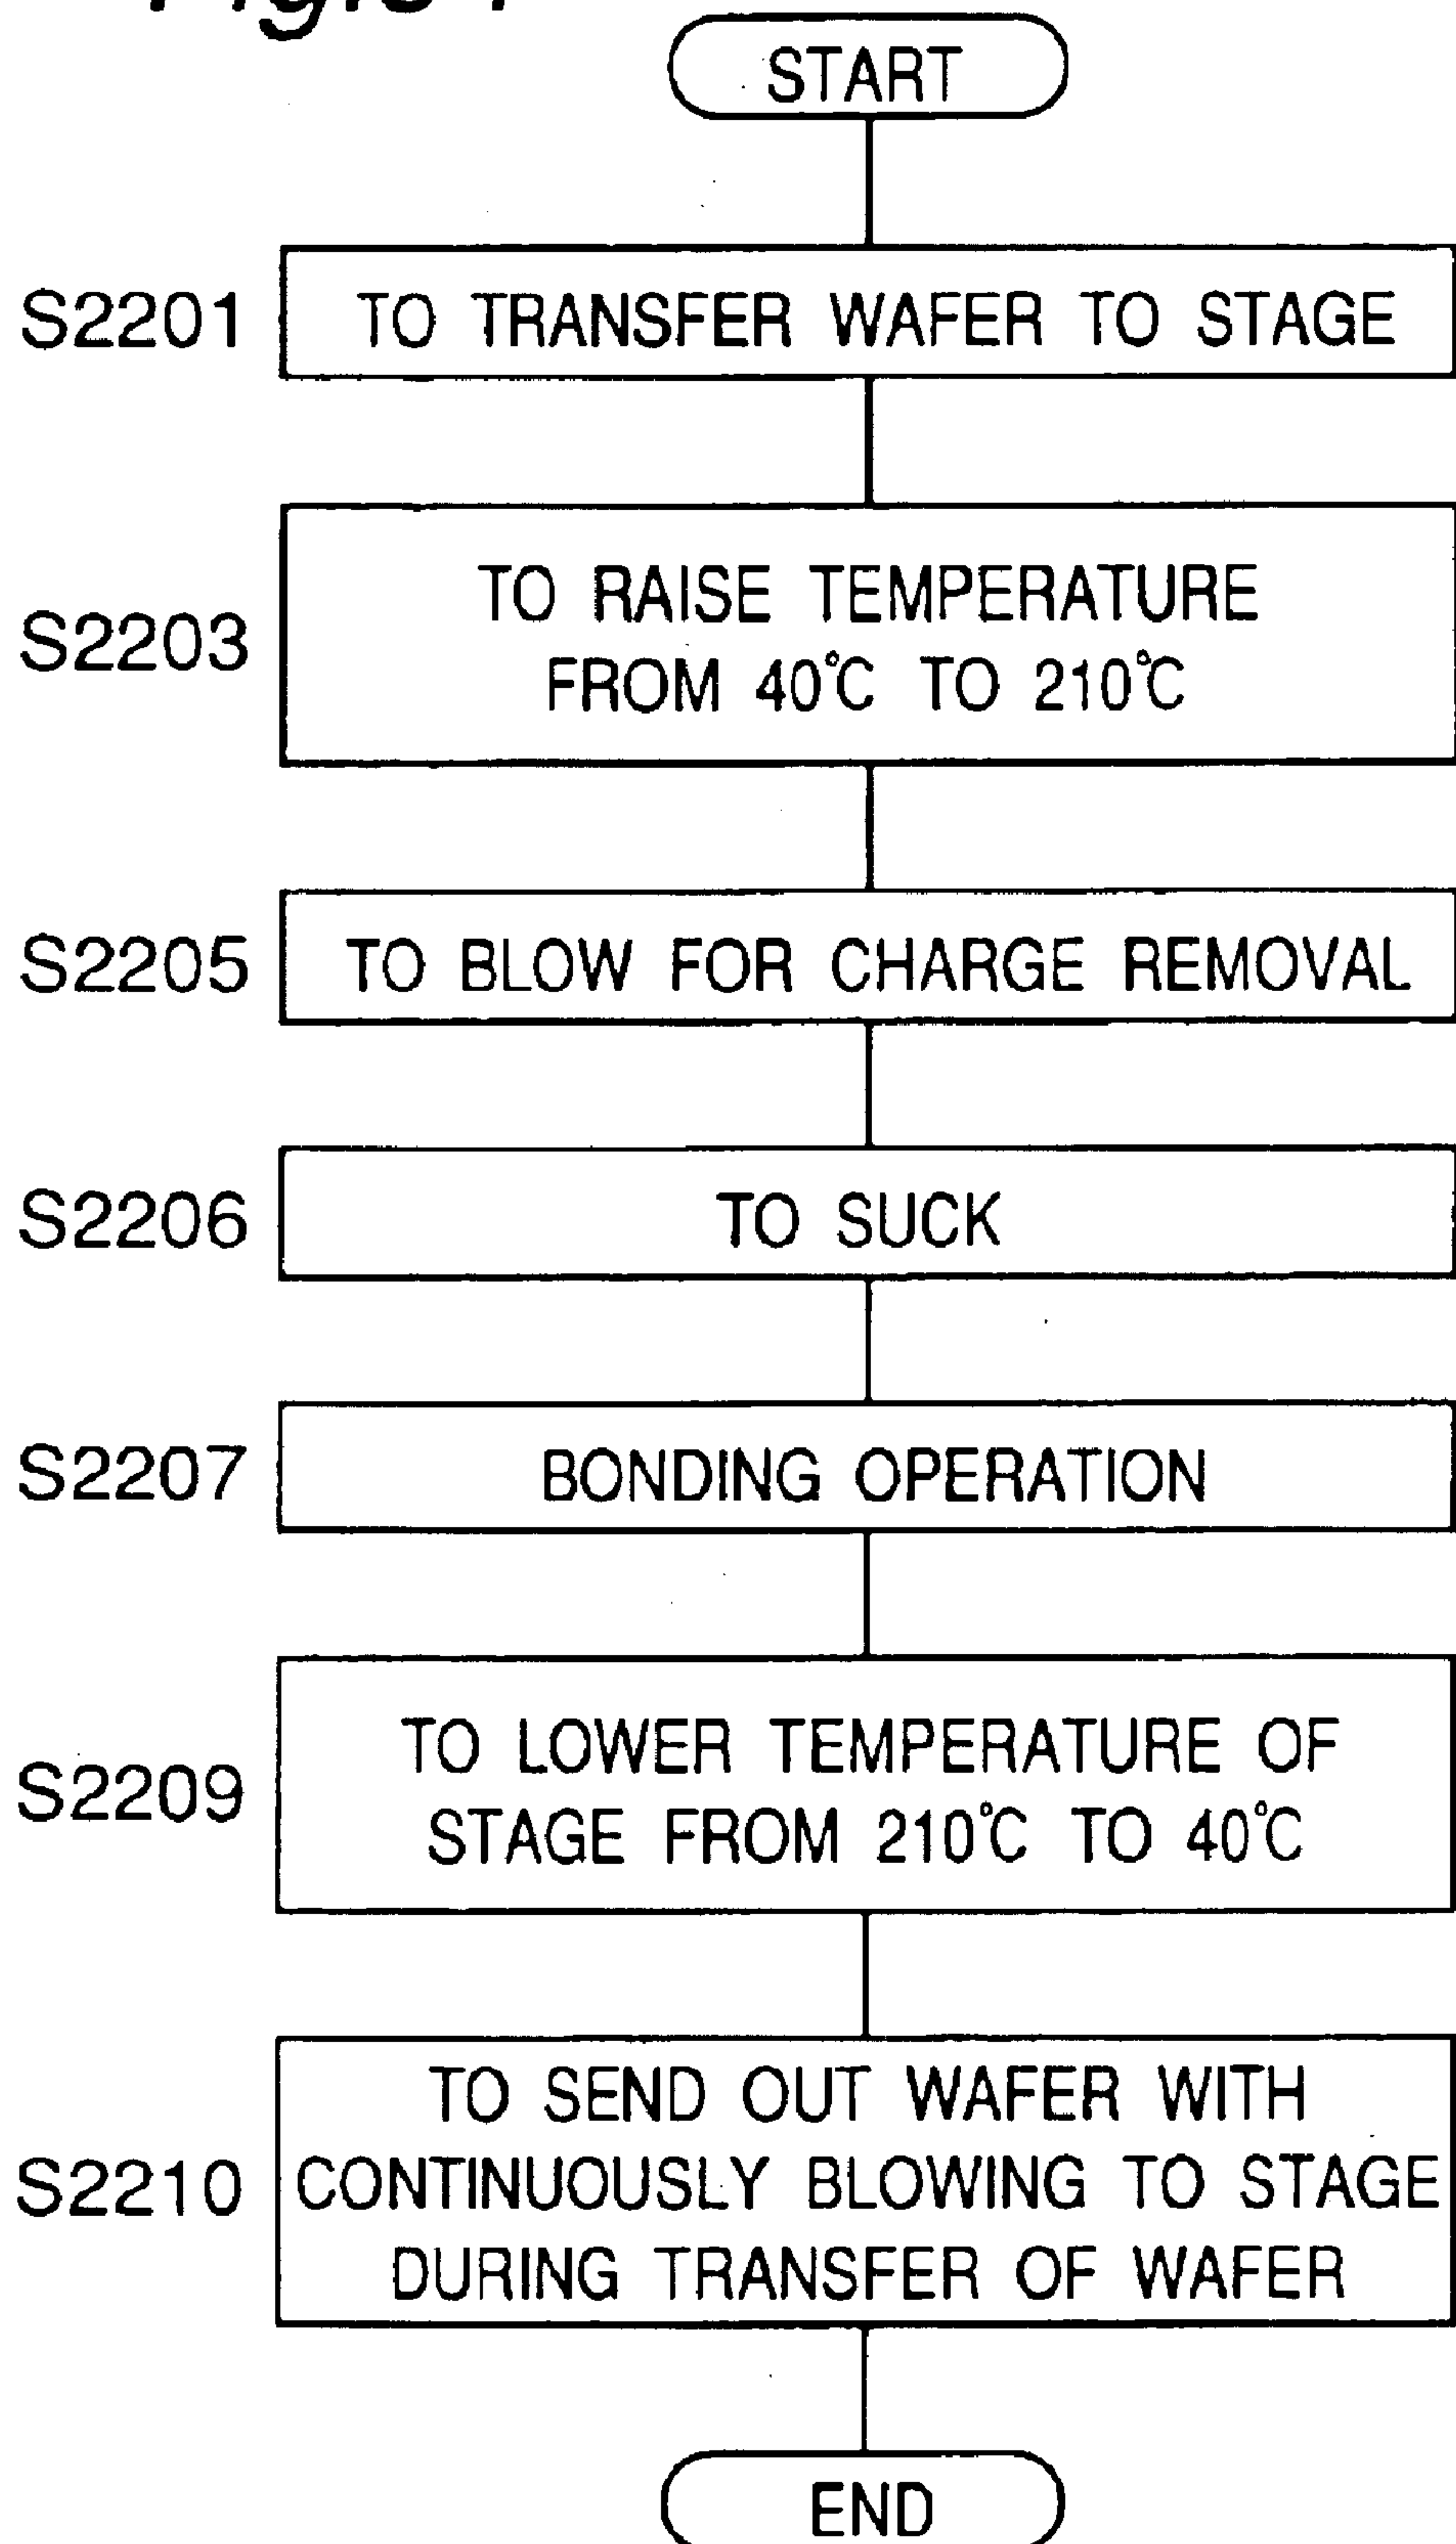 START
S2201 TO TRANSFER WAFER TO STAGE
TO RAISE TEMPERATURE
S2203
FROM 40℃ TO 210℃
S2205 TO BLOW FOR CHARGE REMOVAL
S2206 TO SUCK
S2207 BONDING OPERATION
TO LOWER TEMPERATURE OF
S2209
STAGE FROM 210℃ TO 40℃
TO SEND OUT WAFER WITH
S2210 CONTINUOUSLY BLOWING TO STAGE
DURING TRANSFER OF WAFER
END